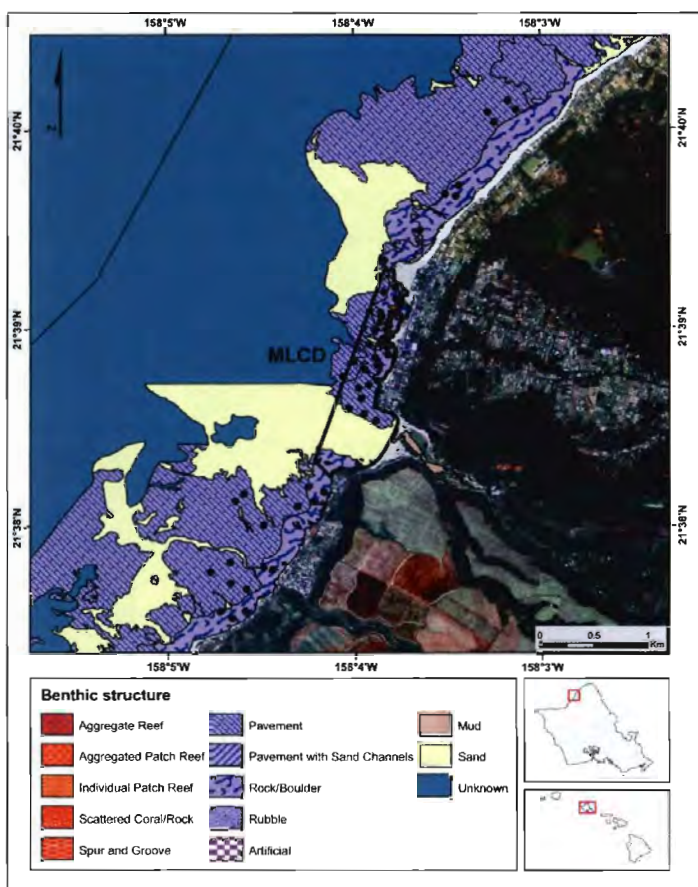 158°5'W 158°4'W 158°3'W
21°40'N 21°40'N
N
21°39'N 21°39'N
MLCD
21°38'N 21°38'N
0 0.5 1
Km
158°5'W 158°4'W 158°3'W
Benthic structure
Aggregate Reef
Aggregated Patch Reef
Individual Patch Reef
Scattered Coral/Rock
Spur and Groove
Pavement
Pavement with Sand Channels
Rock/Boulder
Rubble
Artificial
Mud
Sand
Unknown